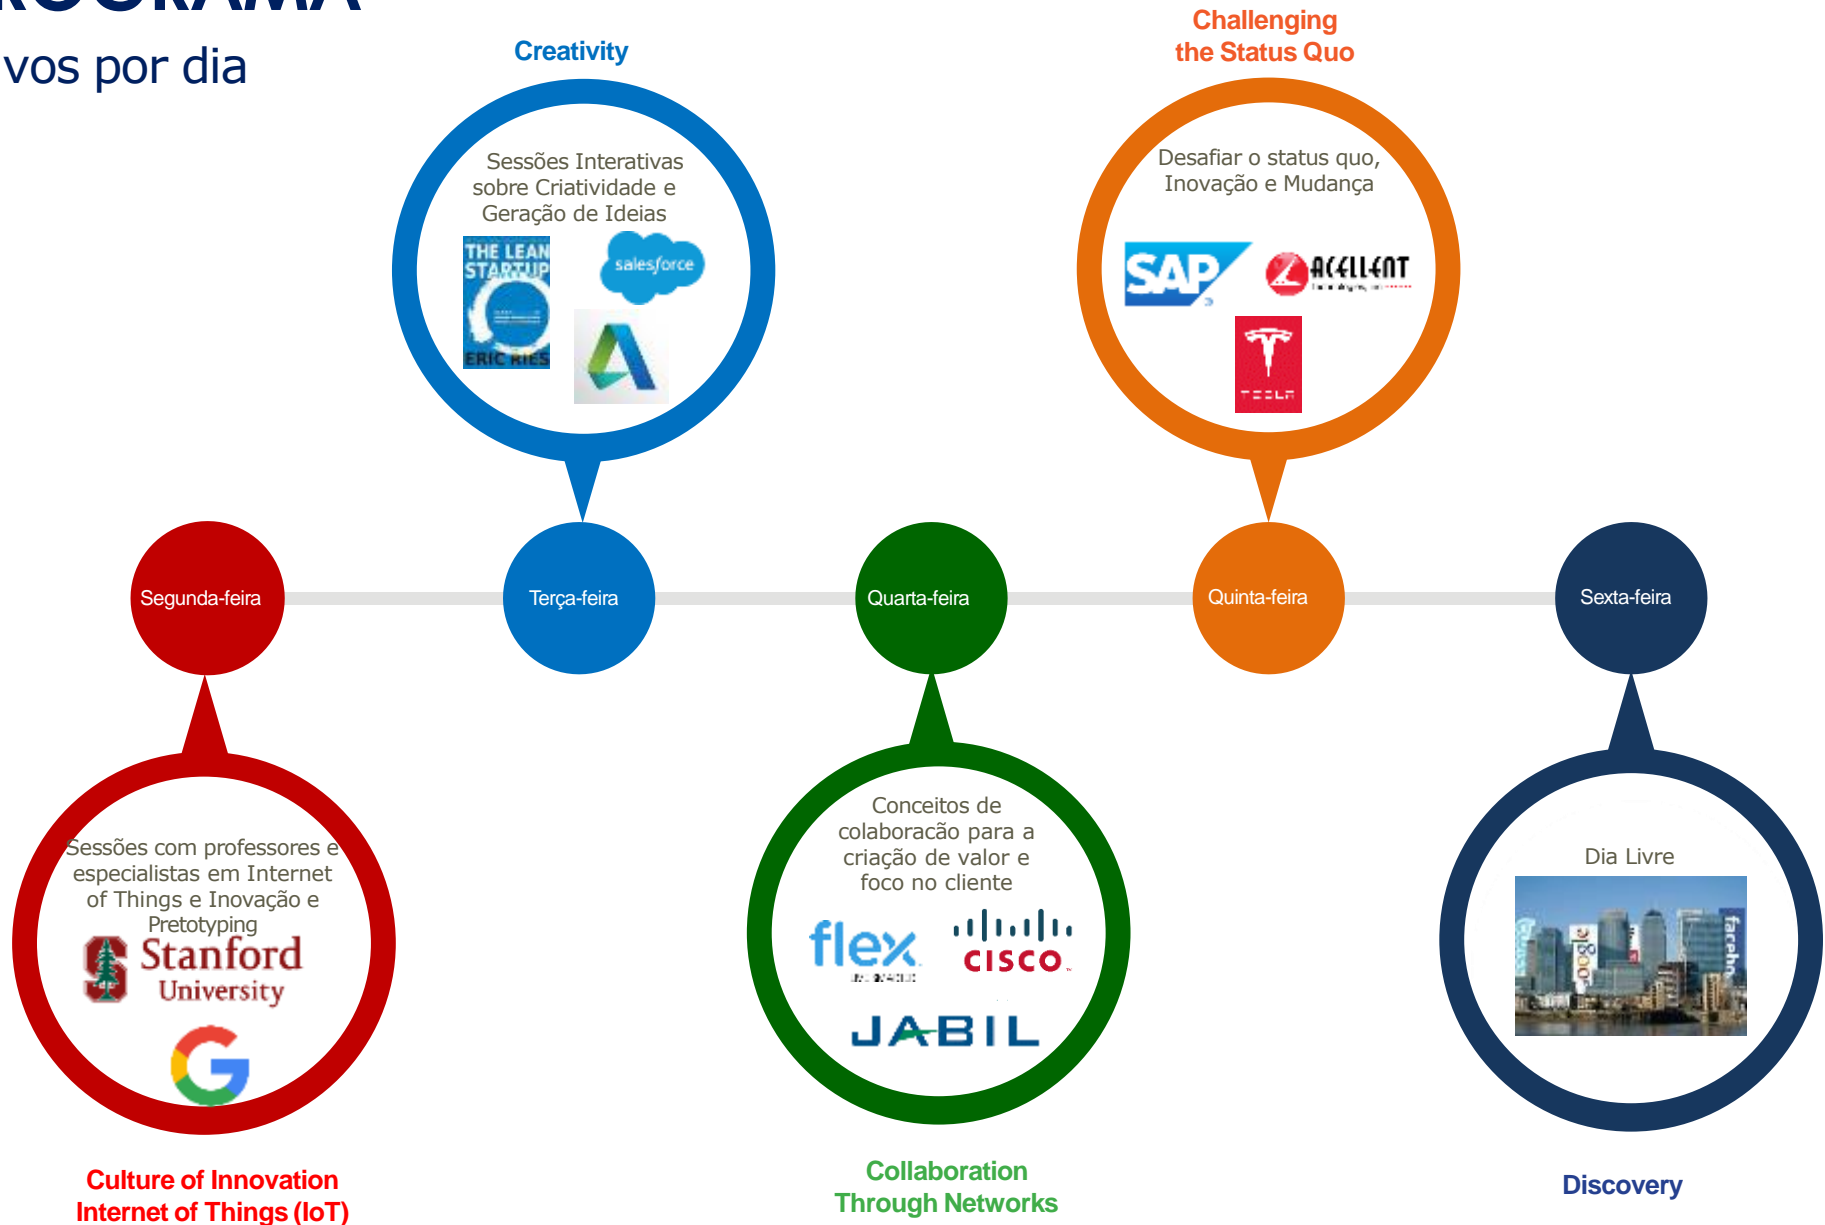 vos por dia
Creativity
Challenging
the Status Quo
Sessões Interativas
sobre Criatividade e
Geração de Ideias
THE LEAN
STARTUP
ERIC RIES
salesforce
Desafiar o status quo,
Inovação e Mudança
SAP
ACELLENT
TESLA
Segunda-feira
Terça-feira
Quarta-feira
Quinta-feira
Sexta-feira
Sessões com professores e
especialistas em Internet
of Things e Inovação e
Pretotyping
Stanford
University
Conceitos de
colaboracão para a
criação de valor e
foco no cliente
flex
CISCO
JABIL
Dia Livre
Google
Culture of Innovation
Internet of Things (IoT)
Collaboration
Through Networks
Discovery